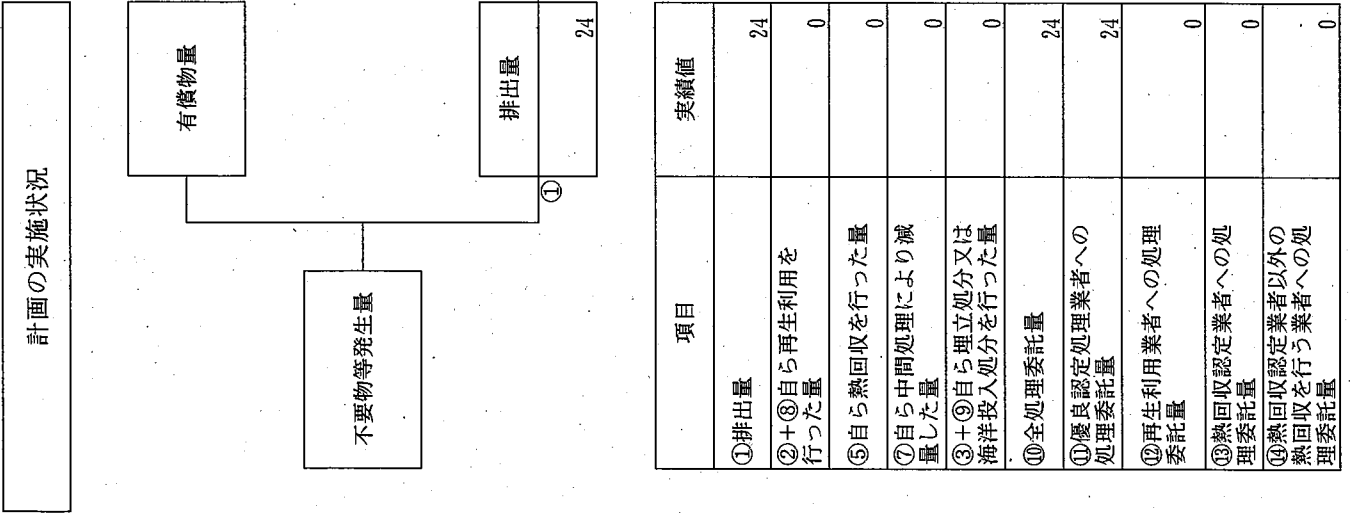 計画の実施状況
有償物量
不要物等発生量
排出量
①
24
項目
実績値
①排出量
24
②+⑧自ら再生利用を
行った量
0
⑤自ら熱回収を行った量
0
⑦自ら中間処理により減
量した量
0
③+⑨自ら埋立処分又は
海洋投入処分を行った量
0
⑩全処理委託量
24
⑪優良認定処理業者への
処理委託量
24
⑫再生利用業者への処理
委託量
0
⑬熱回収認定業者への処
理委託量
0
⑭熱回収認定業者以外の
熱回収を行う業者への処
理委託量
0